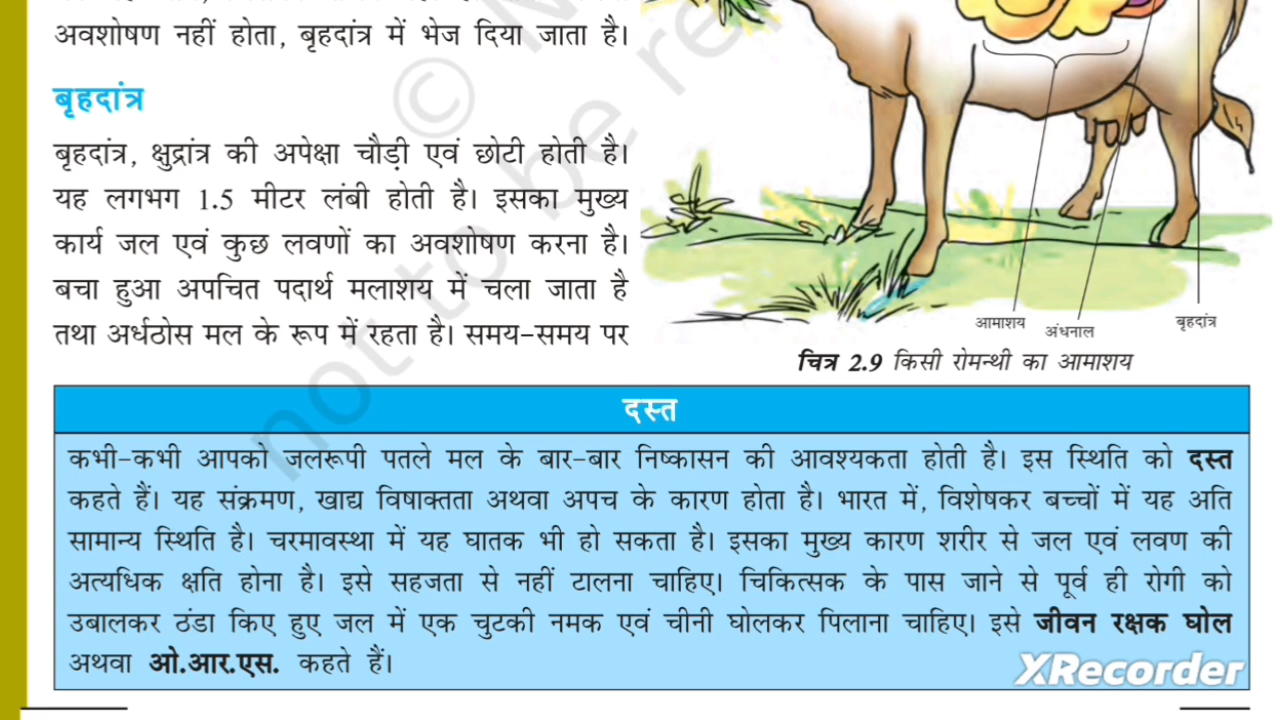 अवशोषण नहीं होता, बृहदांत्र में भेज दिया जाता है।
बृहदांत्र
बृहदांत्र, क्षुद्रांत्र की अपेक्षा चौड़ी एवं छोटी होती है।
यह लगभग 1.5 मीटर लंबी होती है। इसका मुख्य
कार्य जल एवं कुछ लवणों का अवशोषण करना है।
बचा हुआ अपचित पदार्थ मलाशय में चला जाता है
तथा अर्धठोस मल के रूप में रहता है। समय-समय पर
आमाशय
अंधनाल
बृहदांत्र
चित्र 2.9 किसी रोमन्थी का आमाशय
दस्त
कभी-कभी आपको जलरूपी पतले मल के बार-बार निष्कासन की आवश्यकता होती है। इस स्थिति को दस्त
कहते हैं। यह संक्रमण, खाद्य विषाक्तता अथवा अपच के कारण होता है। भारत में, विशेषकर बच्चों में यह अति
सामान्य स्थिति है। चरमावस्था में यह घातक भी हो सकता है। इसका मुख्य कारण शरीर से जल एवं लवण की
अत्यधिक क्षति होना है। इसे सहजता से नहीं टालना चाहिए। चिकित्सक के पास जाने से पूर्व ही रोगी को
उबालकर ठंडा किए हुए जल में एक चुटकी नमक एवं चीनी घोलकर पिलाना चाहिए। इसे जीवन रक्षक घोल
अथवा ओ.आर.एस. कहते हैं।
XRecorder
© N
not to be re